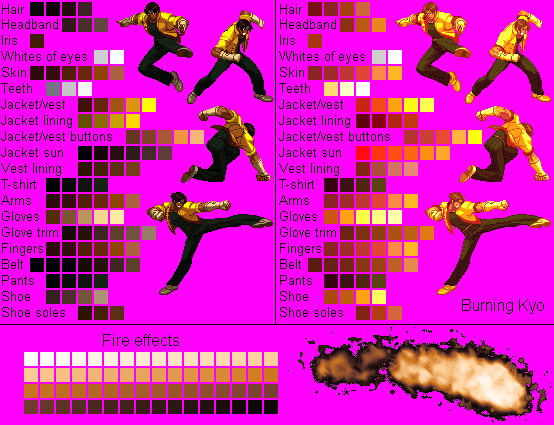 Hair
Headband
Iris
Whites of eyes
Skin
Teeth
Jacket/vest
Jacket lining
Jacket/vest buttons
Jacket sun
Vest lining
T-shirt
Arms
Gloves
Glove trim
Fingers
Belt
Pants
Shoe
Shoe soles
Hair
Headband
Iris
Whites of eyes
Skin
Teeth
Jacket/vest
Jacket lining
Jacket/vest buttons
Jacket sun
Vest lining
T-shirt
Arms
Gloves
Glove trim
Fingers
Belt
Pants
Shoe
Shoe soles
Burning Kyo
Fire effects